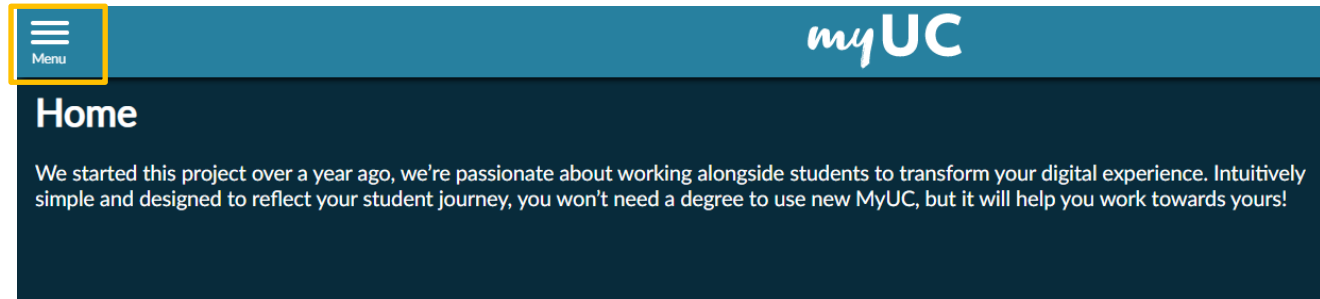 Menu
myUC
Home
We started this project over a year ago, we're passionate about working alongside students to transform your digital experience. Intuitively
simple and designed to reflect your student journey, you won't need a degree to use new MyUC, but it will help you work towards yours!